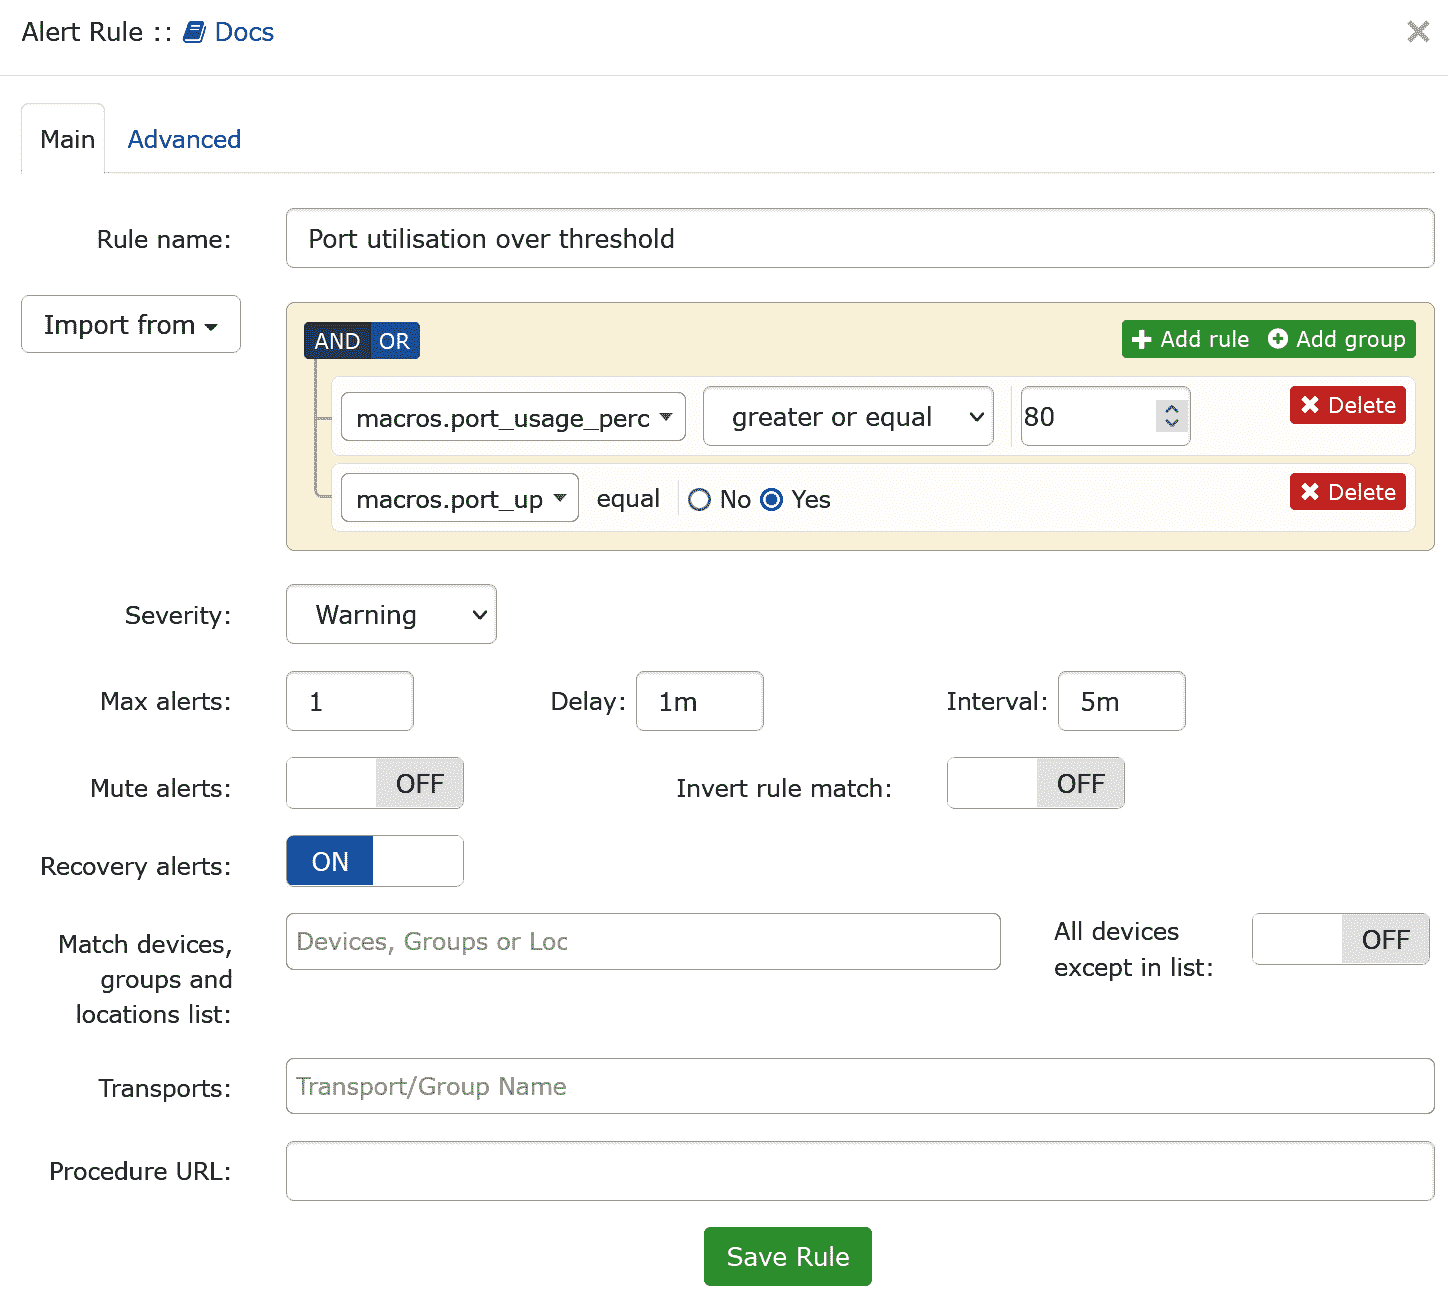 Alert Rule :: Docs
Main Advanced
Rule name: Port utilisation over threshold
Import from
AND OR Add rule Add group
macros.port_usage_perc greater or equal 80 Delete
macros.port_up equal No Yes Delete
Severity: Warning
Max alerts: 1 Delay: 1m Interval: 5m
Mute alerts: OFF Invert rule match: OFF
Recovery alerts: ON
Match devices,
groups and
locations list:
Devices, Groups or Loc
All devices
except in list:
OFF
Transports: Transport/Group Name
Procedure URL:
Save Rule